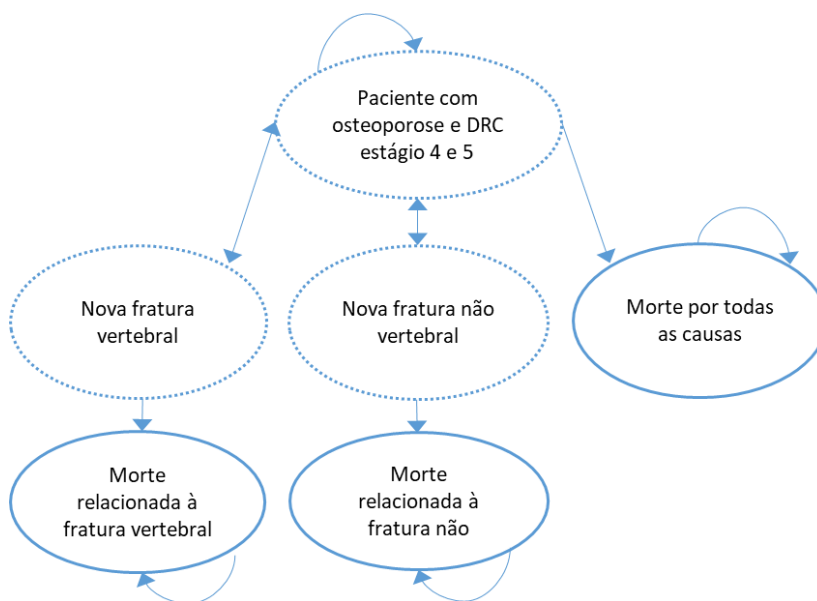 Paciente com
osteoporose e DRC
estágio 4 e 5
Nova fratura
vertebral
Nova fratura não
vertebral
Morte por todas
as causas
Morte
relacionada à
fratura vertebral
Morte
relacionada à
fratura não